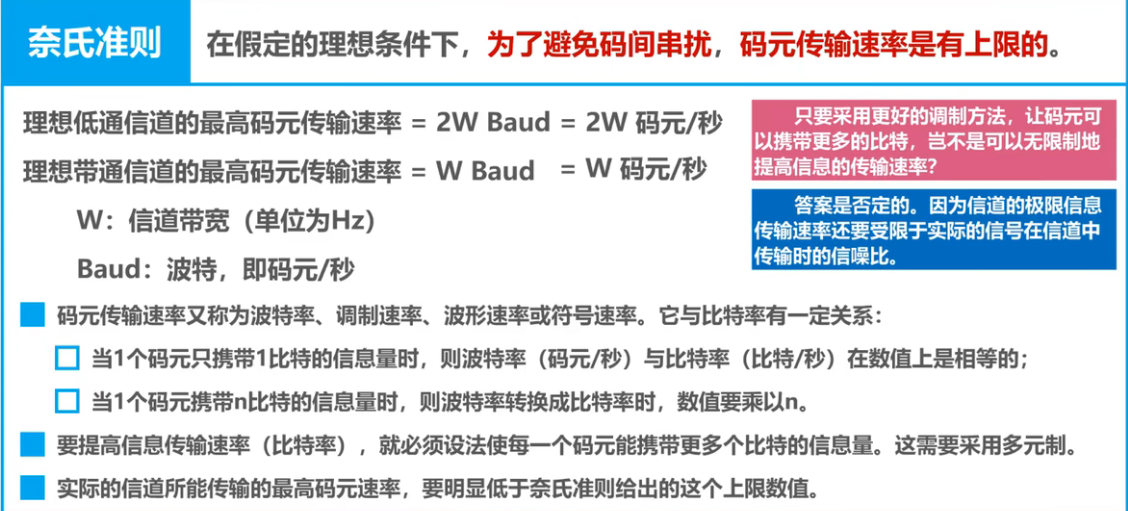 奈氏准则
在假定的理想条件下，为了避免码间串扰，码元传输速率是有上限的。
理想低通信道的最高码元传输速率 = 2W Baud = 2W 码元/秒
理想带通信道的最高码元传输速率 = W Baud = W 码元/秒
W：信道带宽（单位为Hz）
Baud：波特，即码元/秒
只要采用更好的调制方法，让码元可
以携带更多的比特，岂不是可以无限制地
提高信息的传输速率？
答案是否定的。因为信道的极限信息
传输速率还要受限于实际的信号在信道中
传输时的信噪比。
码元传输速率又称为波特率、调制速率、波形速率或符号速率。它与比特率有一定关系：
当1个码元只携带1比特的信息量时，则波特率（码元/秒）与比特率（比特/秒）在数值上是相等的；
当1个码元携带n比特的信息量时，则波特率转换成比特率时，数值要乘以n。
要提高信息传输速率（比特率），就必须设法使每一个码元能携带更多个比特的信息量。这需要采用多元制。
实际的信道所能传输的最高码元速率，要明显低于奈氏准则给出的这个上限数值。